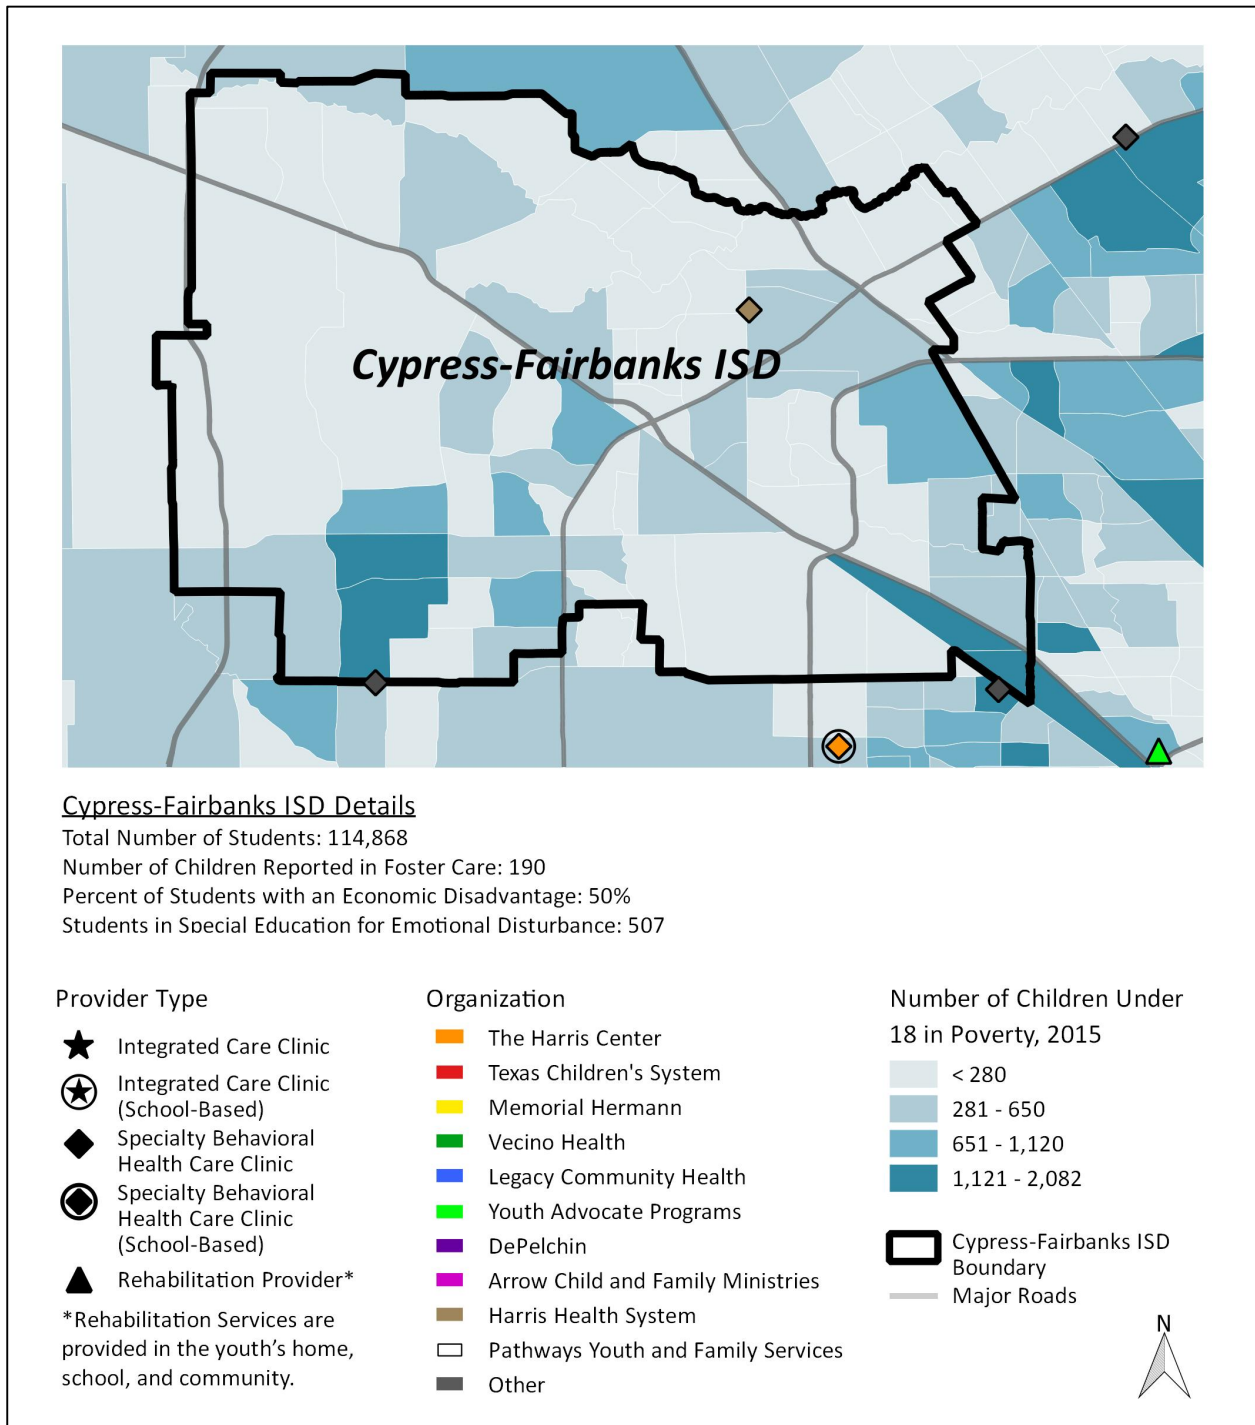 Cypress-Fairbanks ISD
Cypress-Fairbanks ISD Details
Total Number of Students: 114,868
Number of Children Reported in Foster Care: 190
Percent of Students with an Economic Disadvantage: 50%
Students in Special Education for Emotional Disturbance: 507
Provider Type
Integrated Care Clinic
Integrated Care Clinic
(School-Based)
Specialty Behavioral
Health Care Clinic
Specialty Behavioral
Health Care Clinic
(School-Based)
Rehabilitation Provider*
*Rehabilitation Services are
provided in the youth’s home,
school, and community.
Organization
The Harris Center
Texas Children's System
Memorial Hermann
Vecino Health
Legacy Community Health
Youth Advocate Programs
DePelchin
Arrow Child and Family Ministries
Harris Health System
Pathways Youth and Family Services
Other
Number of Children Under
18 in Poverty, 2015
< 280
281 - 650
651 - 1,120
1,121 - 2,082
Cypress-Fairbanks ISD
Boundary
Major Roads
N